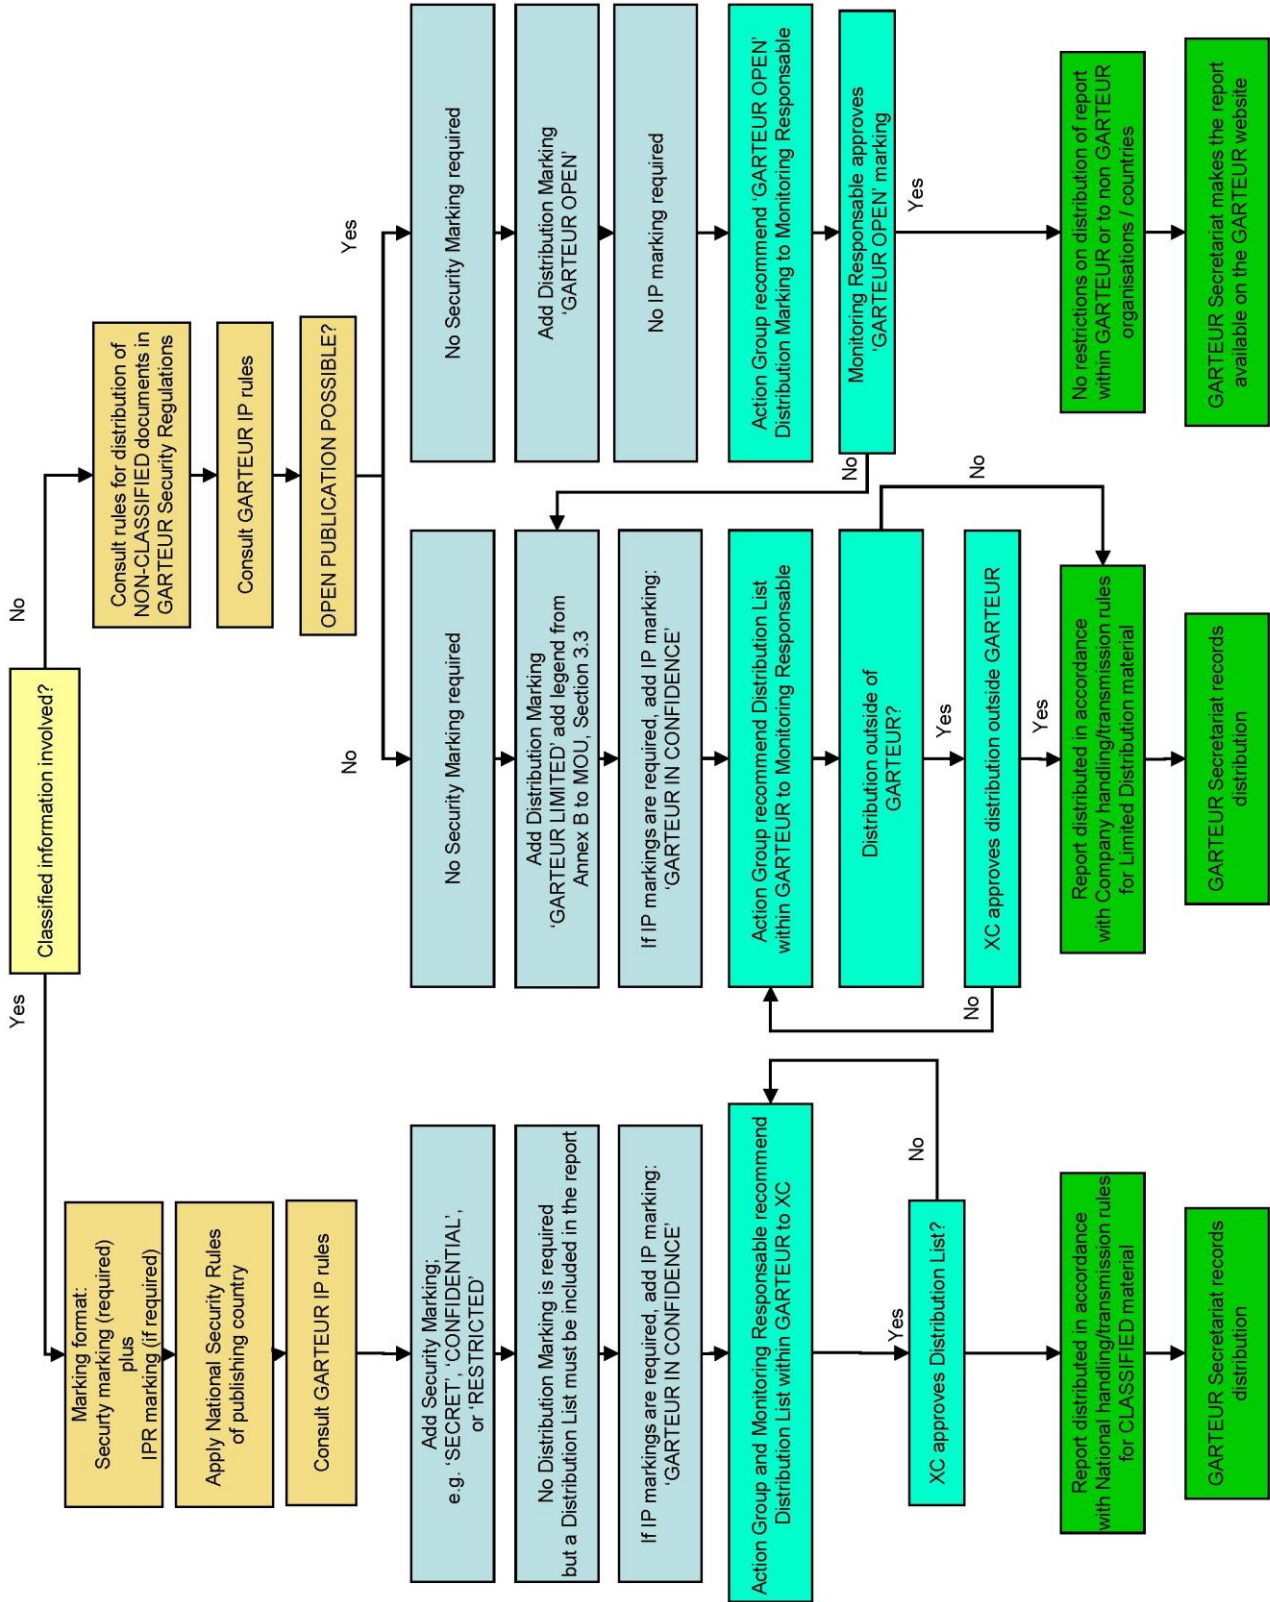 Classified information involved?
Yes
No
Marking format:
Securty marking (required)
plus
IPR marking (if required)
Apply National Security Rules
of publishing country
Consult GARTEUR IP rules
Add Security Marking;
e.g. ‘SECRET’, ‘CONFIDENTIAL’,
or ‘RESTRICTED’
No Distribution Marking is required
but a Distribution List must be included in the report
If IP markings are required, add IP marking:
‘GARTEUR IN CONFIDENCE’
Action Group and Monitoring Responsable recommend
Distribution List within GARTEUR to XC
Yes
No
XC approves Distribution List?
Report distributed in accordance
with National handling/transmission rules
for CLASSIFIED material
GARTEUR Secretariat records
distribution
Consult rules for distribution of
NON-CLASSIFIED documents in
GARTEUR Security Regulations
Consult GARTEUR IP rules
OPEN PUBLICATION POSSIBLE?
No
Yes
No Security Marking required
Add Distribution Marking
‘GARTEUR LIMITED’ add legend from
Annex B to MOU, Section 3.3
If IP markings are required, add IP marking:
‘GARTEUR IN CONFIDENCE’
Action Group recommend Distribution List
within GARTEUR to Monitoring Responsable
Distribution outside of
GARTEUR?
Yes
No
XC approves distribution outside GARTEUR
No
Yes
Report distributed in accordance
with Company handling/transmission rules
for Limited Distribution material
GARTEUR Secretariat records
distribution
No Security Marking required
Add Distribution Marking
‘GARTEUR OPEN’
No IP marking required
Action Group recommend ‘GARTEUR OPEN’
Distribution Marking to Monitoring Responsable
Monitoring Responsable approves
‘GARTEUR OPEN’ marking
No
Yes
No restrictions on distribution of report
within GARTEUR or to non GARTEUR
organisations / countries
GARTEUR Secretariat makes the report
available on the GARTEUR website